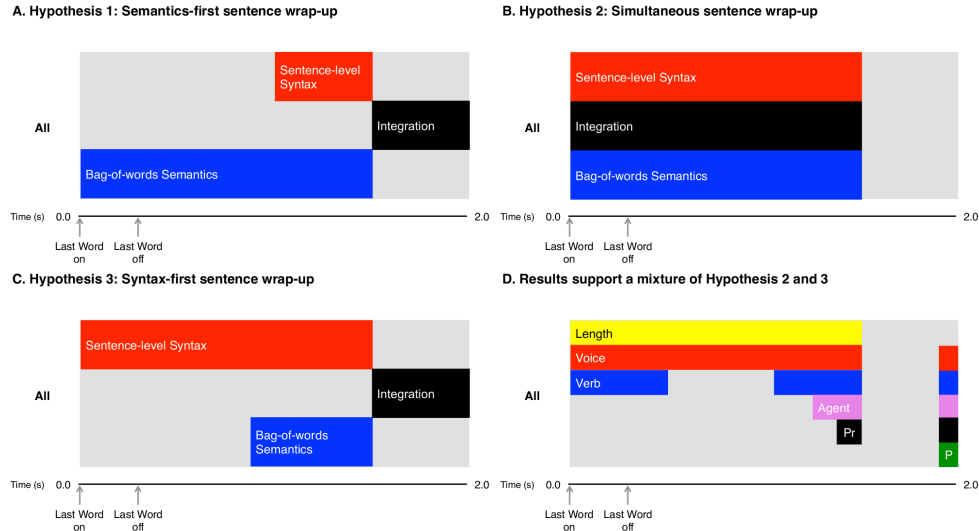 A. Hypothesis 1: Semantics-first sentence wrap-up
Sentence-level
Syntax
All
Integration
Bag-of-words Semantics
Time (s) 0.0 2.0
Last Word Last Word
on off
B. Hypothesis 2: Simultaneous sentence wrap-up
Sentence-level Syntax
All
Integration
Bag-of-words Semantics
Time (s) 0.0 2.0
Last Word Last Word
on off
C. Hypothesis 3: Syntax-first sentence wrap-up
Sentence-level Syntax
All
Integration
Bag-of-words
Semantics
Time (s) 0.0 2.0
Last Word Last Word
on off
D. Results support a mixture of Hypothesis 2 and 3
Length
Voice
Verb
All
Agent
Pr
P
Time (s) 0.0 2.0
Last Word Last Word
on off